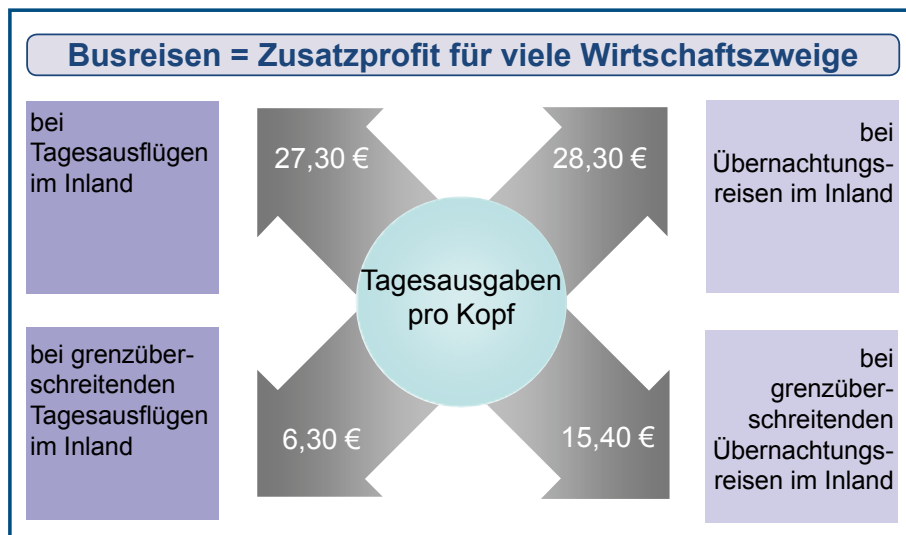 Busreisen = Zusatzprofit für viele Wirtschaftszweige
bei
Tagesausflügen
im Inland
27,30 €
28,30 €
bei
Übernachtungs-
reisen im Inland
Tagesausgaben
pro Kopf
bei grenzüber-
schreitenden
Tagesausflügen
im Inland
6,30 €
15,40 €
bei
grenzüber-
schreitenden
Übernachtungs-
reisen im Inland